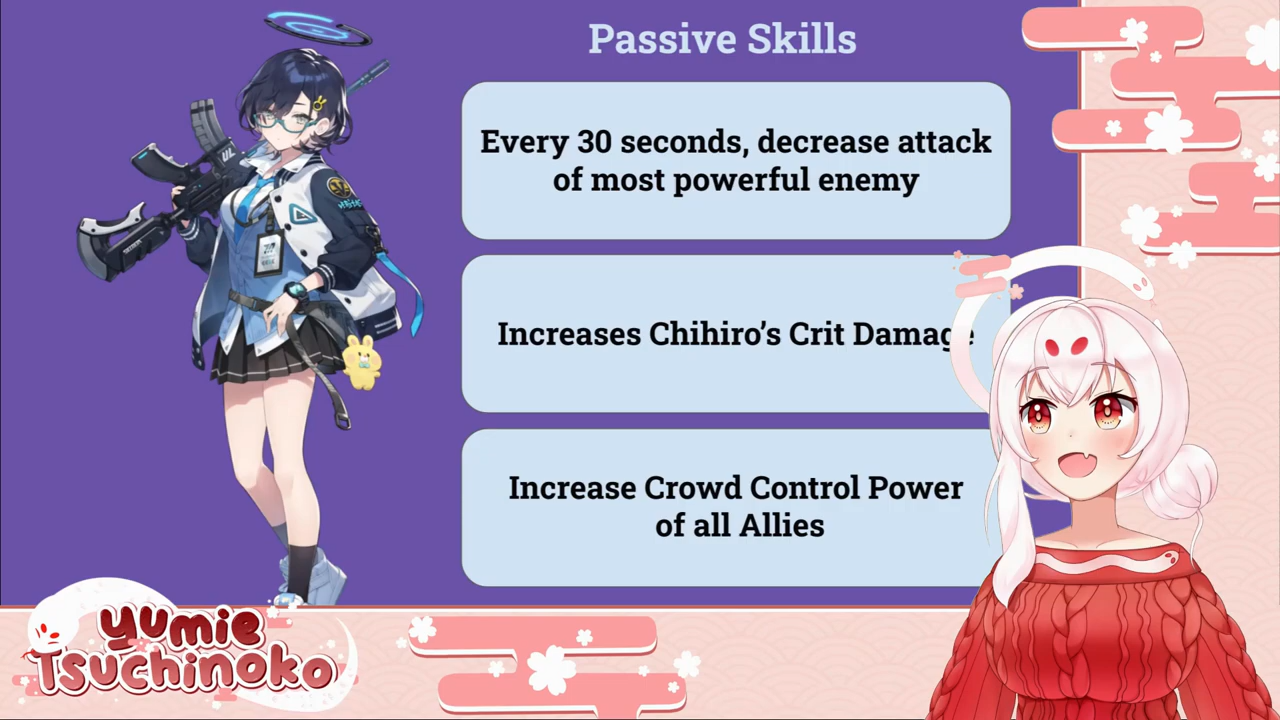 Passive Skills
Every 30 seconds, decrease attack
of most powerful enemy
Increases Chihiro's Crit Damage
Increase Crowd Control Power
of all Allies
UL
yumie
Tsuchinoko